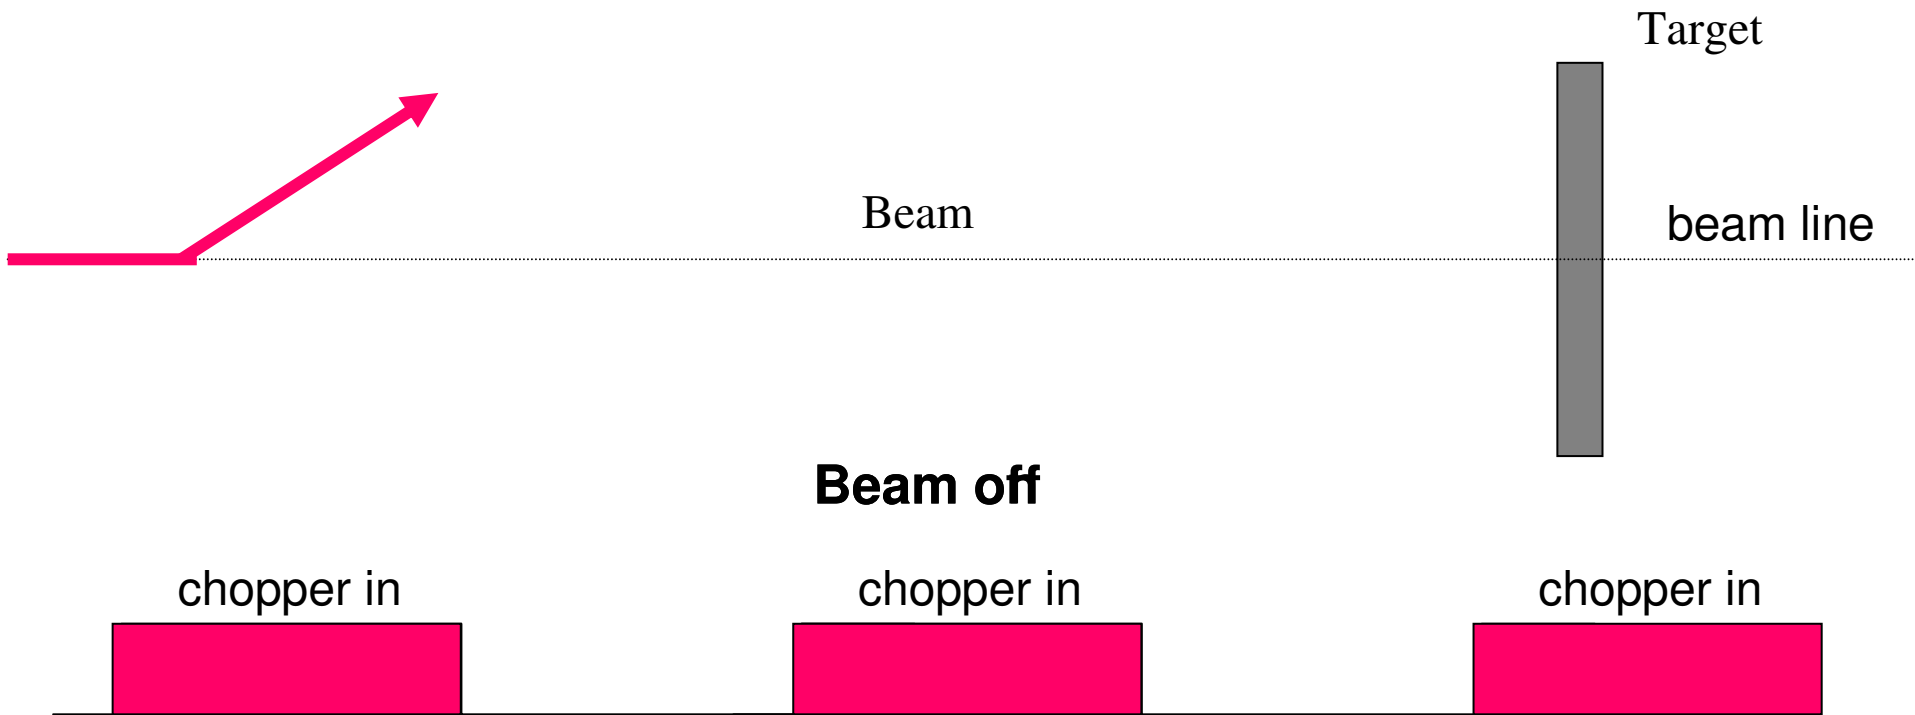 Target
Beam
beam line
Beam off
chopper in
chopper in
chopper in